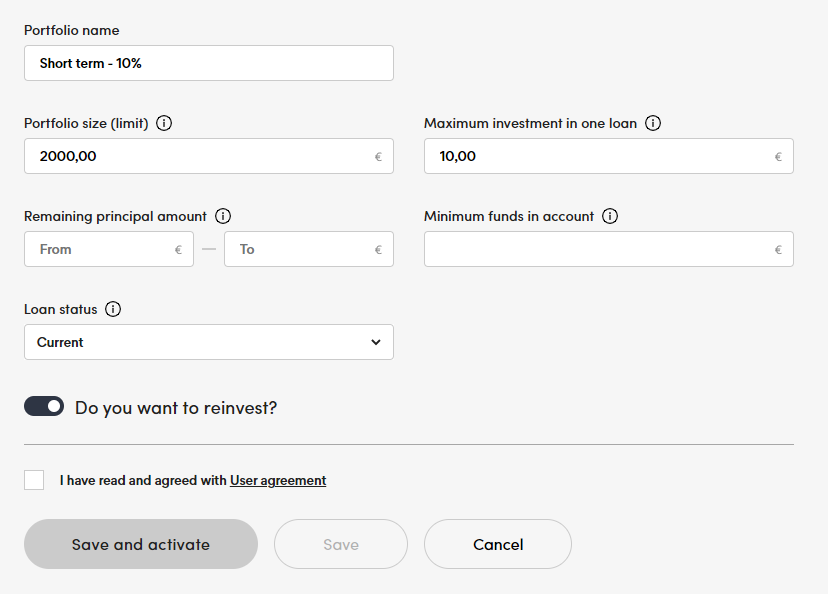 Portfolio name
Short term - 10%
Portfolio size (limit)
Maximum investment in one loan
2000,00 €
10,00 €
Remaining principal amount
Minimum funds in account
From €
To €
€
Loan status
Current
Do you want to reinvest?
I have read and agreed with User agreement
Save and activate
Save
Cancel